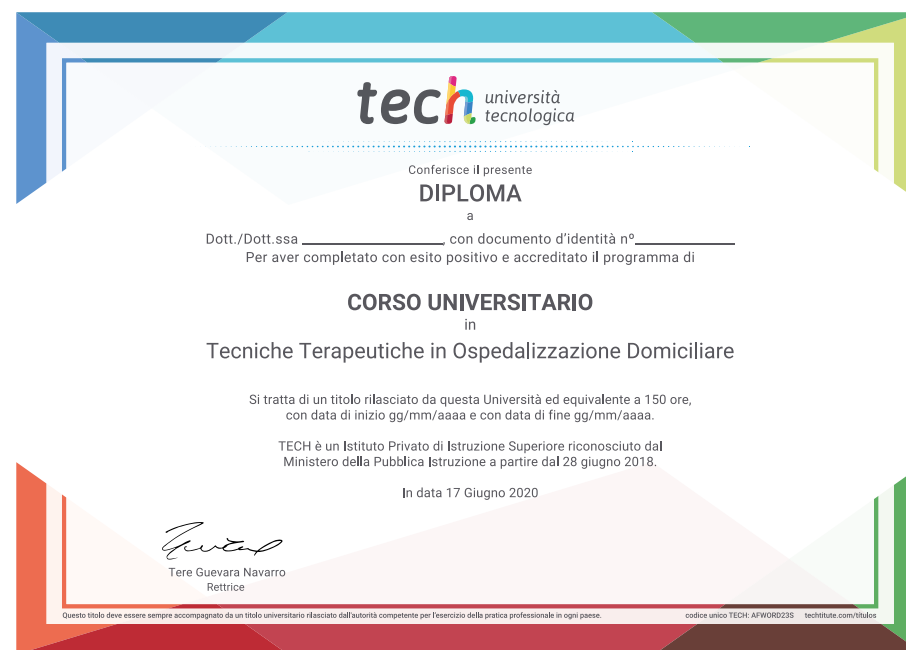 tech università
tecnologica
Conferisce il presente
DIPLOMA
a
Dott./Dott.ssa ________________, con documento d'identità nº___________
Per aver completato con esito positivo e accreditato il programma di
CORSO UNIVERSITARIO
in
Tecniche Terapeutiche in Ospedalizzazione Domiciliare
Si tratta di un titolo rilasciato da questa Università ed equivalente a 150 ore,
con data di inizio gg/mm/aaaa e con data di fine gg/mm/aaaa.
TECH è un Istituto Privato di Istruzione Superiore riconosciuto dal
Ministero della Pubblica Istruzione a partire dal 28 giugno 2018.
In data 17 Giugno 2020
Tere Guevara Navarro
Rettrice
Questo titolo deve essere sempre accompagnato da un titolo universitario rilasciato dall'autorità competente per l'esercizio della pratica professionale in ogni paese. codice unico TECH: AFWORD23S techtitute.com/titulos